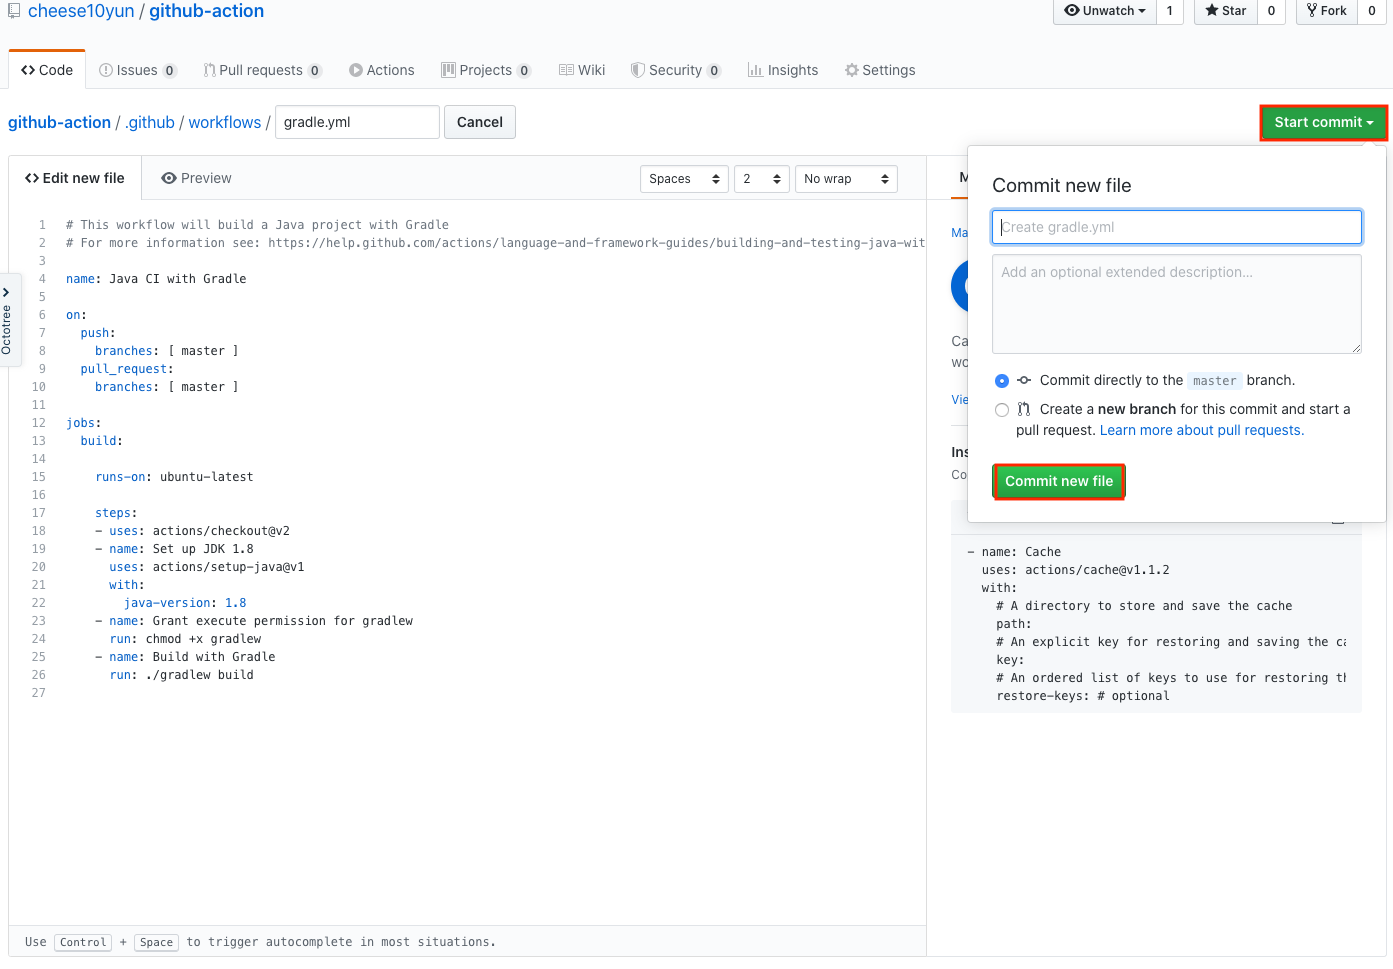 cheese10yun / github-action
Unwatch 1 Star 0 Fork 0
Code Issues 0 Pull requests 0 Actions Projects 0 Wiki Security 0 Insights Settings
github-action / .github / workflows / gradle.yml Cancel Start commit
Edit new file Preview Spaces 2 No wrap
1 # This workflow will build a Java project with Gradle
2 # For more information see: https://help.github.com/actions/language-and-framework-guides/building-and-testing-java-wit
3
4 name: Java CI with Gradle
5
6 on:
7 push:
8 branches: [ master ]
9 pull_request:
10 branches: [ master ]
11
12 jobs:
13 build:
14
15 runs-on: ubuntu-latest
16
17 steps:
18 - uses: actions/checkout@v2
19 - name: Set up JDK 1.8
20 uses: actions/setup-java@v1
21 with:
22 java-version: 1.8
23 - name: Grant execute permission for gradlew
24 run: chmod +x gradlew
25 - name: Build with Gradle
26 run: ./gradlew build
27
Octotree
Use Control + Space to trigger autocomplete in most situations.
M
Ma
Ca
wo
Vie
Ins
Co
Commit new file
Create gradle.yml
Add an optional extended description...
Commit directly to the master branch.
Create a new branch for this commit and start a
pull request. Learn more about pull requests.
Commit new file
- name: Cache
uses: actions/cache@v1.1.2
with:
# A directory to store and save the cache
path:
# An explicit key for restoring and saving the ca
key:
# An ordered list of keys to use for restoring th
restore-keys: # optional